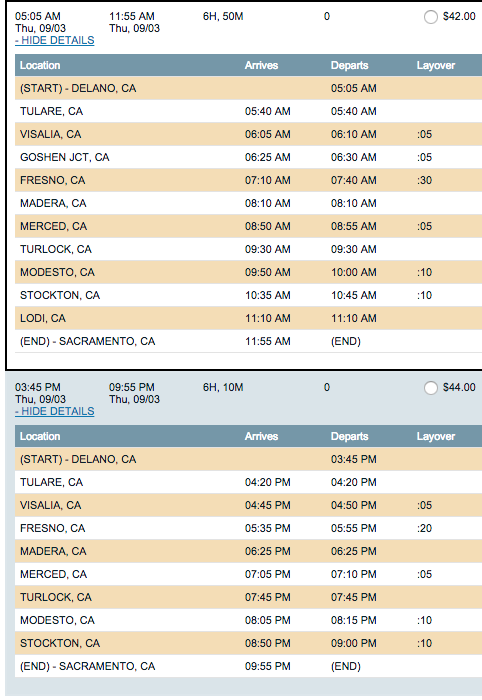 05:05 AM 11:55 AM 6H, 50M 0 $42.00
Thu, 09/03 Thu, 09/03
- HIDE DETAILS
Location Arrives Departs Layover
(START) - DELANO, CA 05:05 AM
TULARE, CA 05:40 AM 05:40 AM
VISALIA, CA 06:05 AM 06:10 AM :05
GOSHEN JCT, CA 06:25 AM 06:30 AM :05
FRESNO, CA 07:10 AM 07:40 AM :30
MADERA, CA 08:10 AM 08:10 AM
MERCED, CA 08:50 AM 08:55 AM :05
TURLOCK, CA 09:30 AM 09:30 AM
MODESTO, CA 09:50 AM 10:00 AM :10
STOCKTON, CA 10:35 AM 10:45 AM :10
LODI, CA 11:10 AM 11:10 AM
(END) - SACRAMENTO, CA 11:55 AM (END)
03:45 PM 09:55 PM 6H, 10M 0 $44.00
Thu, 09/03 Thu, 09/03
- HIDE DETAILS
Location Arrives Departs Layover
(START) - DELANO, CA 03:45 PM
TULARE, CA 04:20 PM 04:20 PM
VISALIA, CA 04:45 PM 04:50 PM :05
FRESNO, CA 05:35 PM 05:55 PM :20
MADERA, CA 06:25 PM 06:25 PM
MERCED, CA 07:05 PM 07:10 PM :05
TURLOCK, CA 07:45 PM 07:45 PM
MODESTO, CA 08:05 PM 08:15 PM :10
STOCKTON, CA 08:50 PM 09:00 PM :10
(END) - SACRAMENTO, CA 09:55 PM (END)